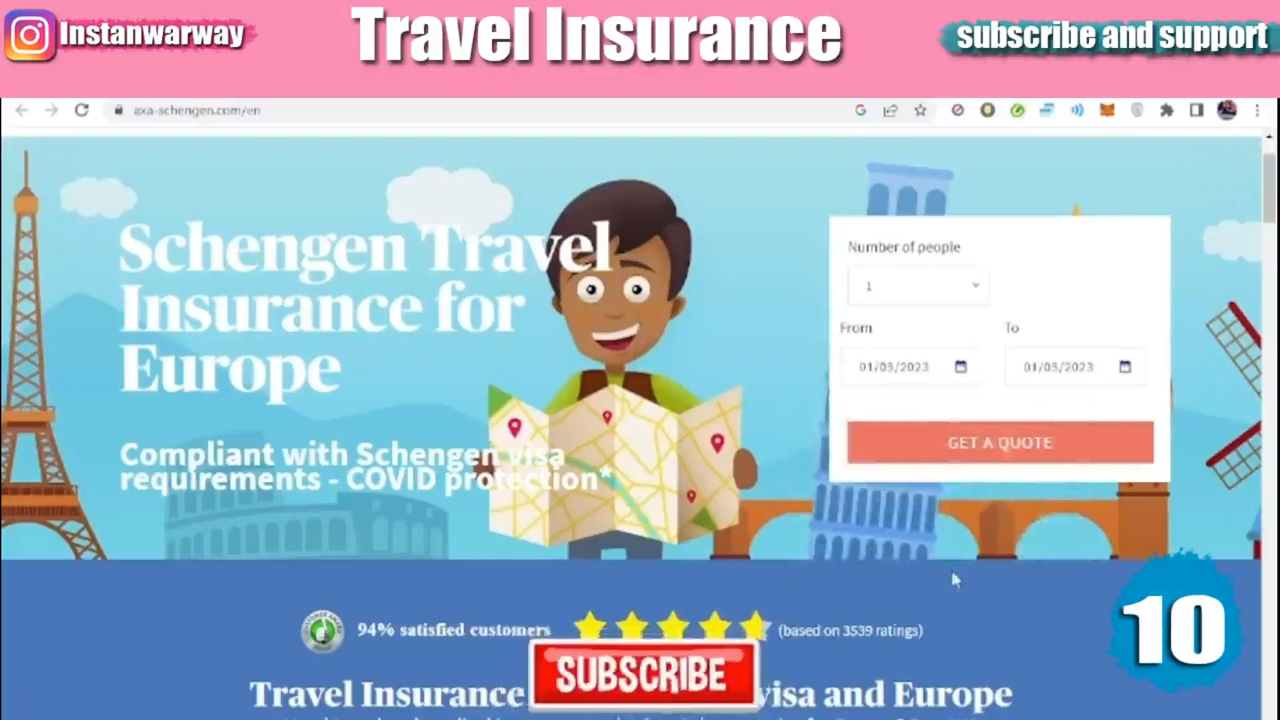 Instanwarway
Travel Insurance
subscribe and support
axa-schengen.com/en
Schengen Travel
Insurance for
Europe
Compliant with Schengen visa
requirements - COVID protection*
Number of people
1
From
To
01/03/2023
01/03/2023
GET A QUOTE
94% satisfied customers
(based on 3539 ratings)
SUBSCRIBE
10
Travel Insurance
visa and Europe